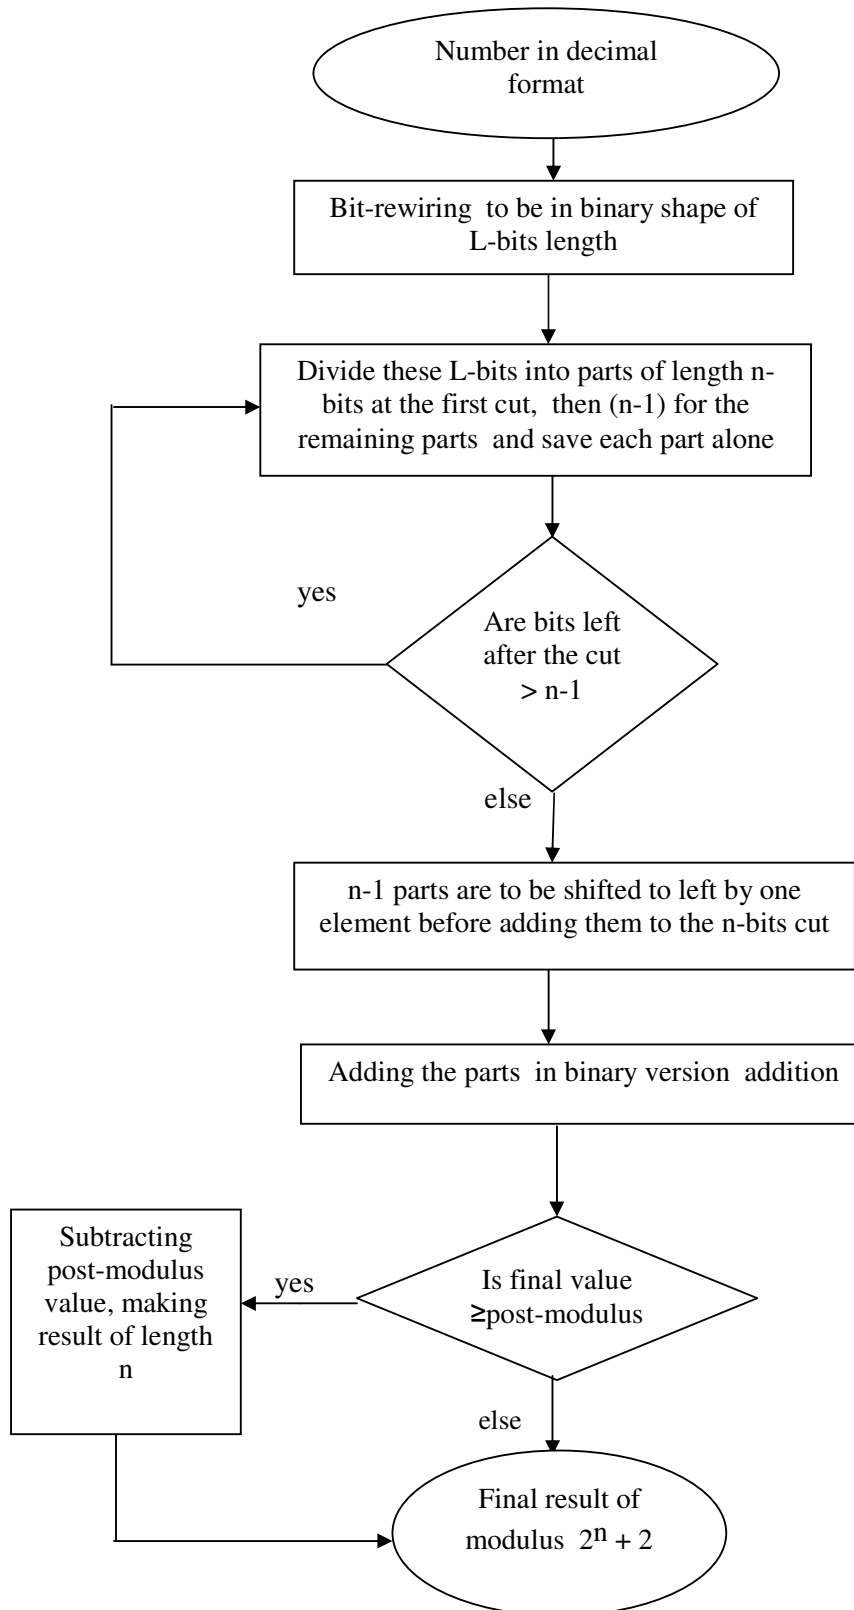 Number in decimal
format
Bit-rewiring to be in binary shape of
L-bits length
Divide these L-bits into parts of length n-
bits at the first cut, then (n-1) for the
remaining parts and save each part alone
yes
Are bits left
after the cut
> n-1
else
n-1 parts are to be shifted to left by one
element before adding them to the n-bits cut
Adding the parts in binary version addition
Is final value
≥post-modulus
yes
Subtracting
post-modulus
value, making
result of length
n
else
Final result of
modulus 2ⁿ + 2